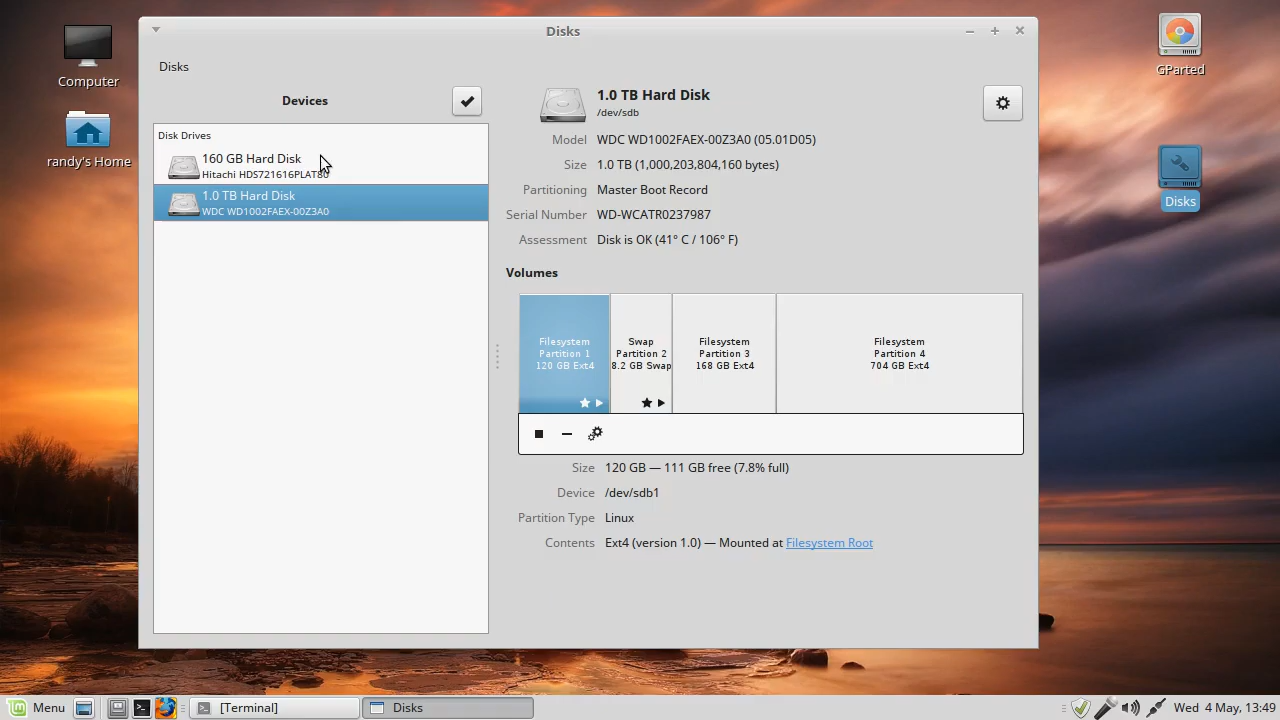 Computer
randy's Home
GParted
Disks
Disks
Disks
Devices
Disk Drives
160 GB Hard Disk
Hitachi HDS721616PLAT80
1.0 TB Hard Disk
WDC WD1002FAEX-00Z3A0
1.0 TB Hard Disk
/dev/sdb
Model WDC WD1002FAEX-00Z3A0 (05.01D05)
Size 1.0 TB (1,000,203,804,160 bytes)
Partitioning Master Boot Record
Serial Number WD-WCATR0237987
Assessment Disk is OK (41° C / 106° F)
Volumes
Filesystem
Partition 1
120 GB Ext4
Swap
Partition 2
8.2 GB Swap
Filesystem
Partition 3
168 GB Ext4
Filesystem
Partition 4
704 GB Ext4
Size 120 GB — 111 GB free (7.8% full)
Device /dev/sdb1
Partition Type Linux
Contents Ext4 (version 1.0) — Mounted at Filesystem Root
Menu
[Terminal]
Disks
Wed 4 May, 13:49